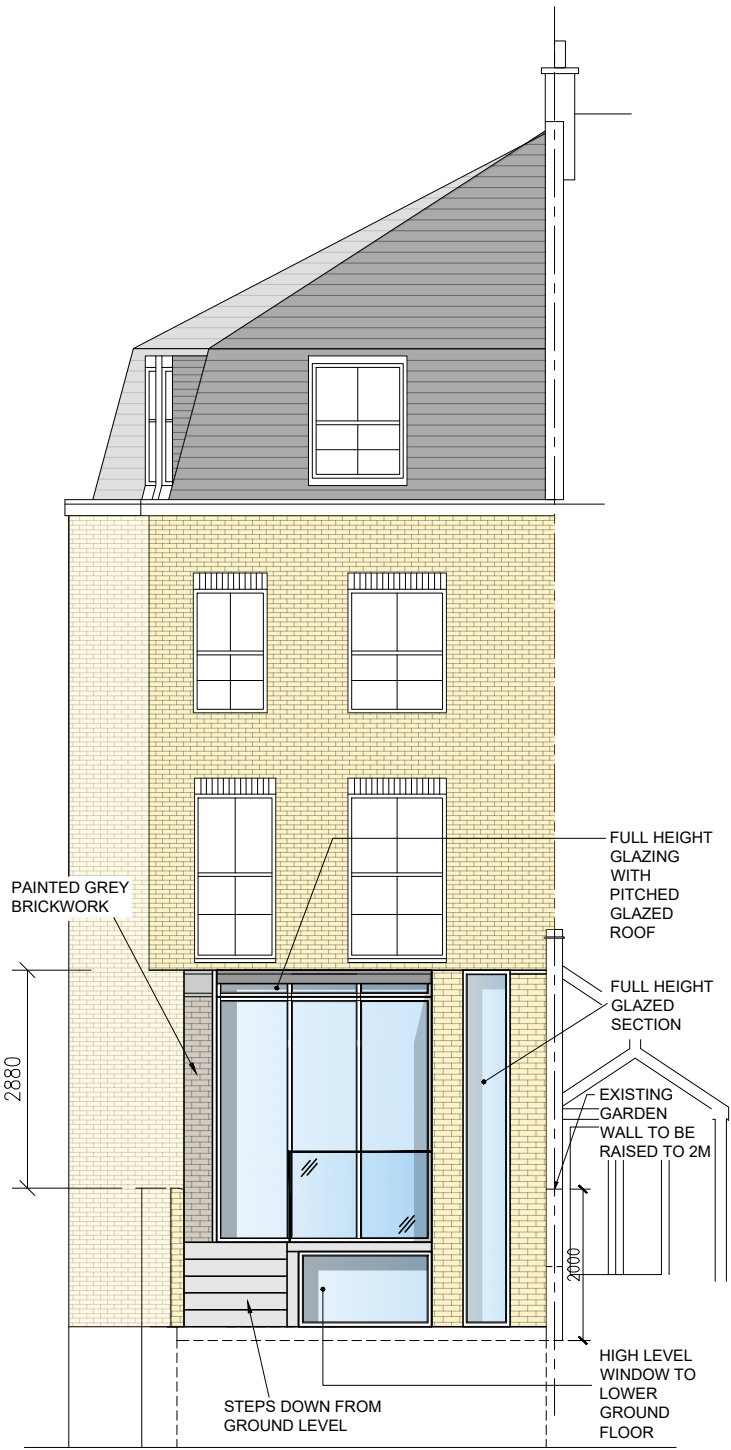 FULL HEIGHT
GLAZING
WITH
PITCHED
GLAZED
ROOF
PAINTED GREY
BRICKWORK
FULL HEIGHT
GLAZED
SECTION
2880
EXISTING
GARDEN
WALL TO BE
RAISED TO 2M
2000
HIGH LEVEL
WINDOW TO
LOWER
GROUND
FLOOR
STEPS DOWN FROM
GROUND LEVEL